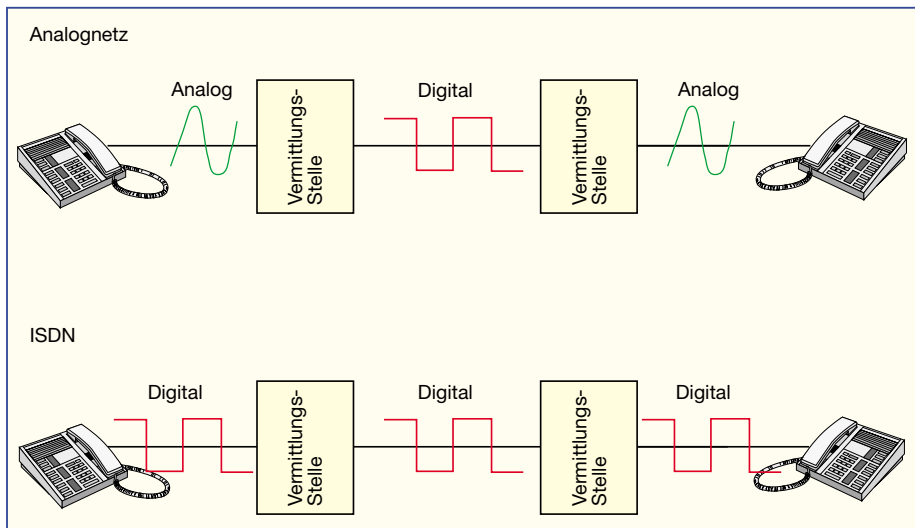 Analognetz
Analog
Digital
Analog
Vermittlungs-
Stelle
Vermittlungs-
Stelle
ISDN
Digital
Digital
Digital
Vermittlungs-
Stelle
Vermittlungs-
Stelle